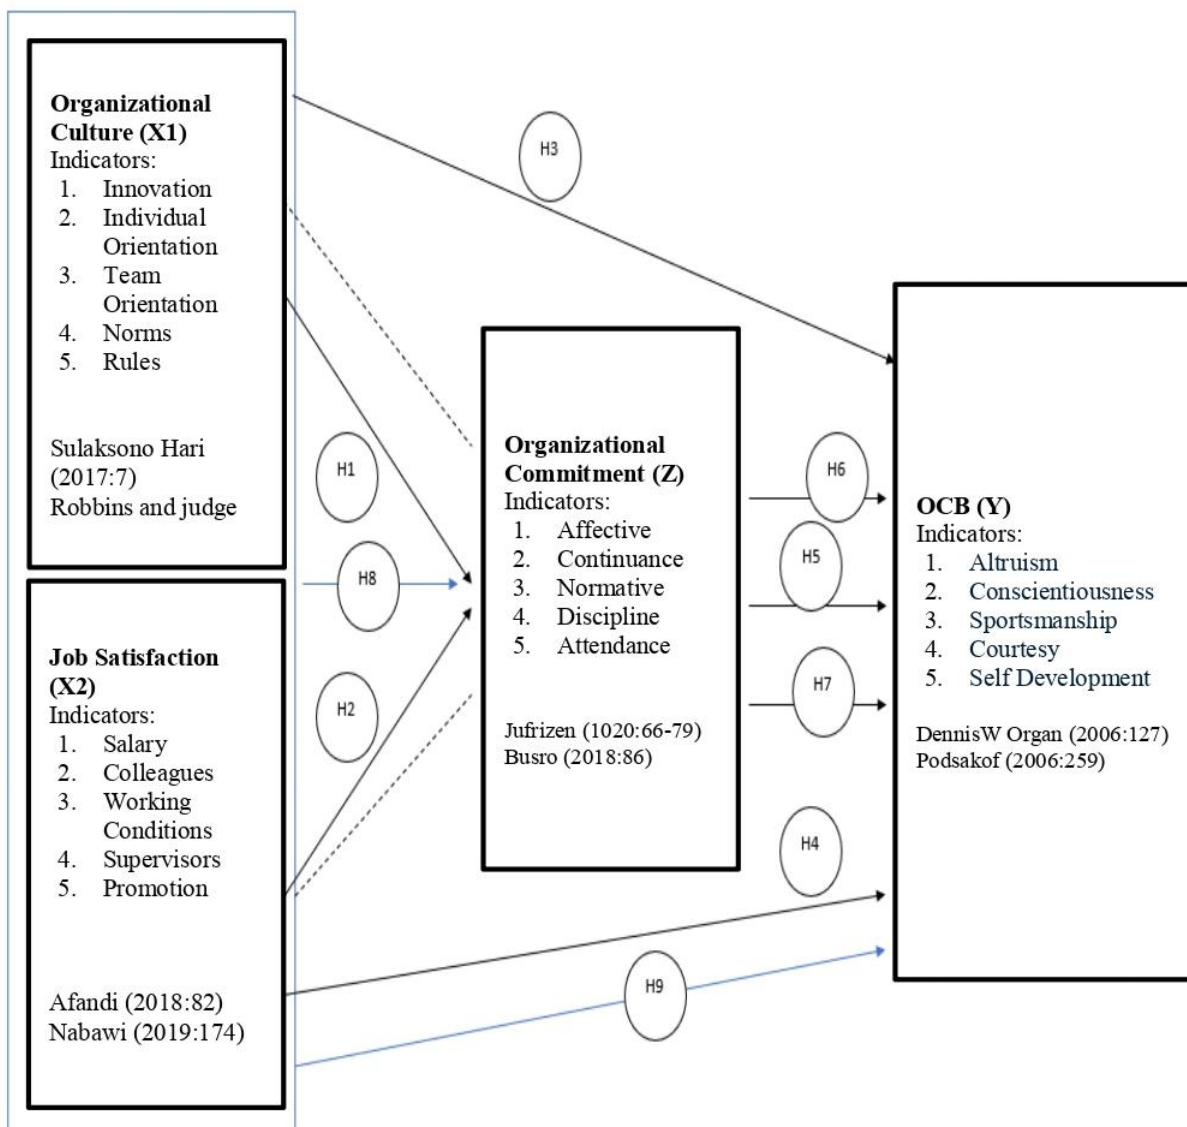 Organizational
Culture (X1)
Indicators:
1. Innovation
2. Individual
Orientation
3. Team
Orientation
4. Norms
5. Rules
Sulaksono Hari
(2017:7)
Robbins and judge
Job Satisfaction
(X2)
Indicators:
1. Salary
2. Colleagues
3. Working
Conditions
4. Supervisors
5. Promotion
Afandi (2018:82)
Nabawi (2019:174)
H3
H1
H8
H2
Organizational
Commitment (Z)
Indicators:
1. Affective
2. Continuance
3. Normative
4. Discipline
5. Attendance
Jufrizen (1020:66-79)
Busro (2018:86)
H6
H5
H7
H4
H9
OCB (Y)
Indicators:
1. Altruism
2. Conscientiousness
3. Sportsmanship
4. Courtesy
5. Self Development
DennisW Organ (2006:127)
Podsakof (2006:259)